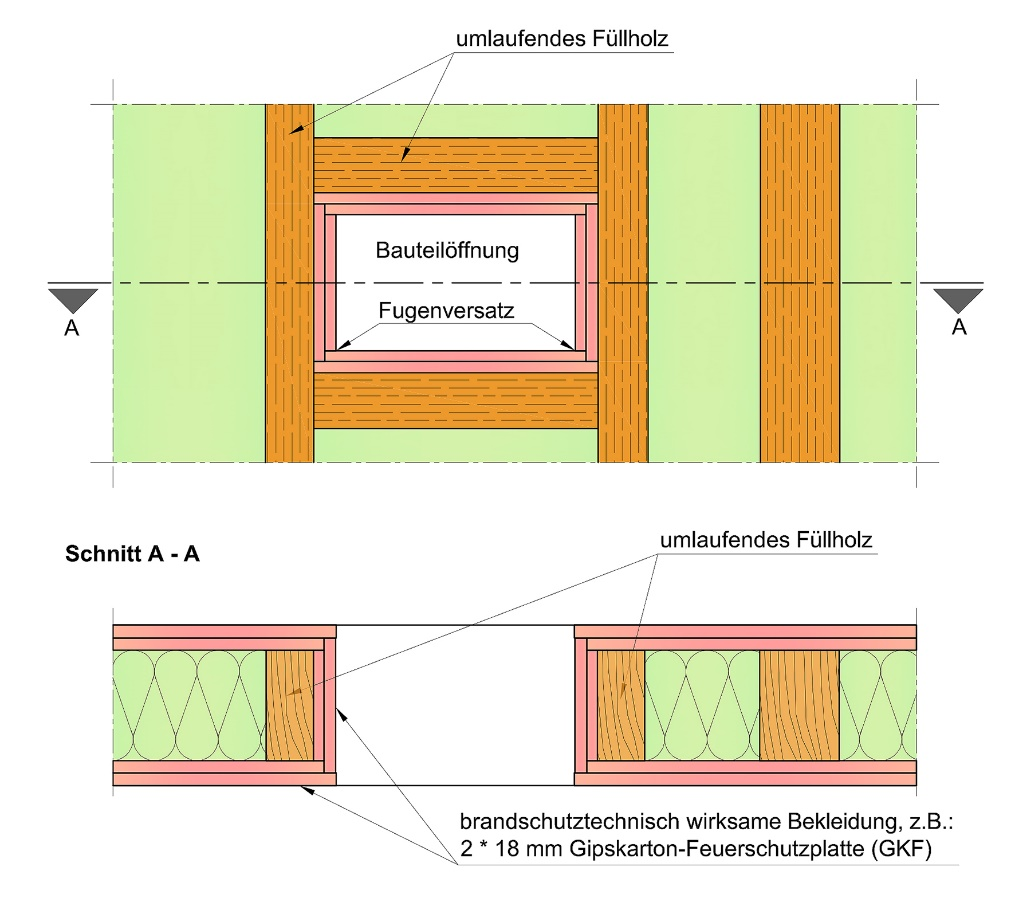 umlaufendes Füllholz
Bauteilöffnung
Fugenversatz
A
A
Schnitt A - A
umlaufendes Füllholz
brandschutztechnisch wirksame Bekleidung, z.B.:
2 * 18 mm Gipskarton-Feuerschutzplatte (GKF)